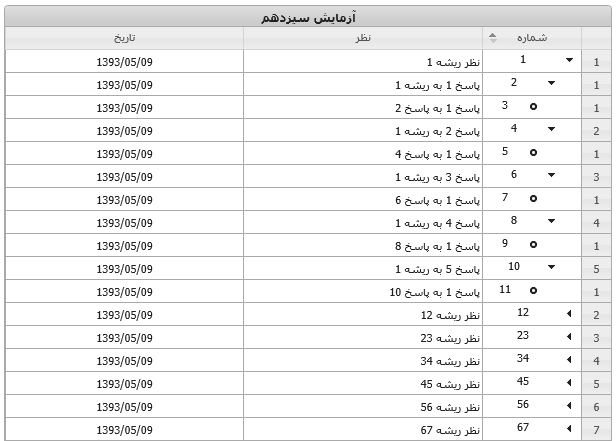 آزمایش سیزدهم
شماره نظر تاریخ
1 1 نظر ریشه 1 1393/05/09
1 2 پاسخ 1 به ریشه 1 1393/05/09
1 3 پاسخ 1 به پاسخ 2 1393/05/09
2 4 پاسخ 2 به ریشه 1 1393/05/09
1 5 پاسخ 1 به پاسخ 4 1393/05/09
3 6 پاسخ 3 به ریشه 1 1393/05/09
1 7 پاسخ 1 به پاسخ 6 1393/05/09
4 8 پاسخ 4 به ریشه 1 1393/05/09
1 9 پاسخ 1 به پاسخ 8 1393/05/09
5 10 پاسخ 5 به ریشه 1 1393/05/09
1 11 پاسخ 1 به پاسخ 10 1393/05/09
2 12 نظر ریشه 12 1393/05/09
3 23 نظر ریشه 23 1393/05/09
4 34 نظر ریشه 34 1393/05/09
5 45 نظر ریشه 45 1393/05/09
6 56 نظر ریشه 56 1393/05/09
7 67 نظر ریشه 67 1393/05/09